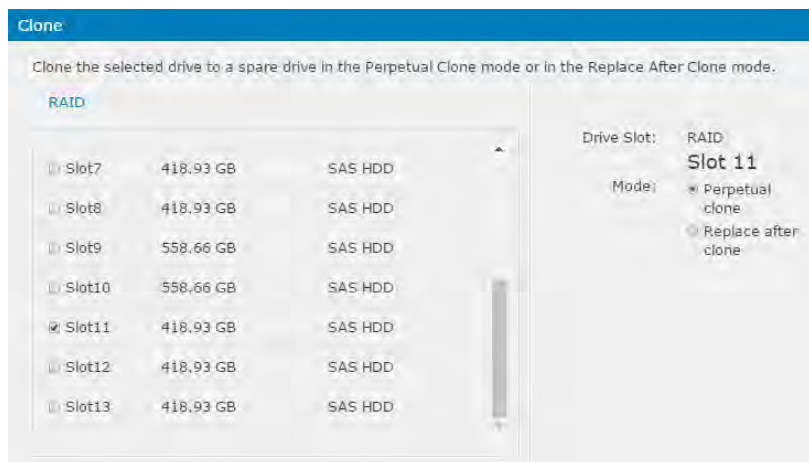 Clone
Clone the selected drive to a spare drive in the Perpetual Clone mode or in the Replace After Clone mode.
RAID
Slot7 418.93 GB SAS HDD
Slot8 418.93 GB SAS HDD
Slot9 558.66 GB SAS HDD
Slot10 558.66 GB SAS HDD
Slot11 418.93 GB SAS HDD
Slot12 418.93 GB SAS HDD
Slot13 418.93 GB SAS HDD
Drive Slot: RAID
Slot 11
Mode: Perpetual
clone
Replace after
clone